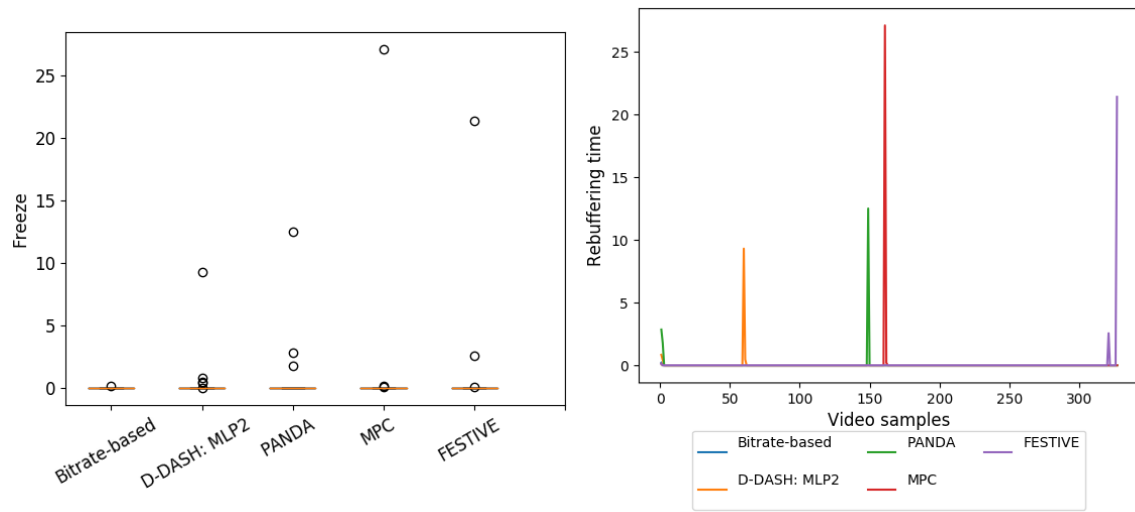 Freeze
25
20
15
10
5
0
Bitrate-based
D-DASH: MLP2
PANDA
MPC
FESTIVE
Rebuffering time
25
20
15
10
5
0
0 50 100 150 200 250 300
Video samples
Bitrate-based PANDA FESTIVE
D-DASH: MLP2 MPC